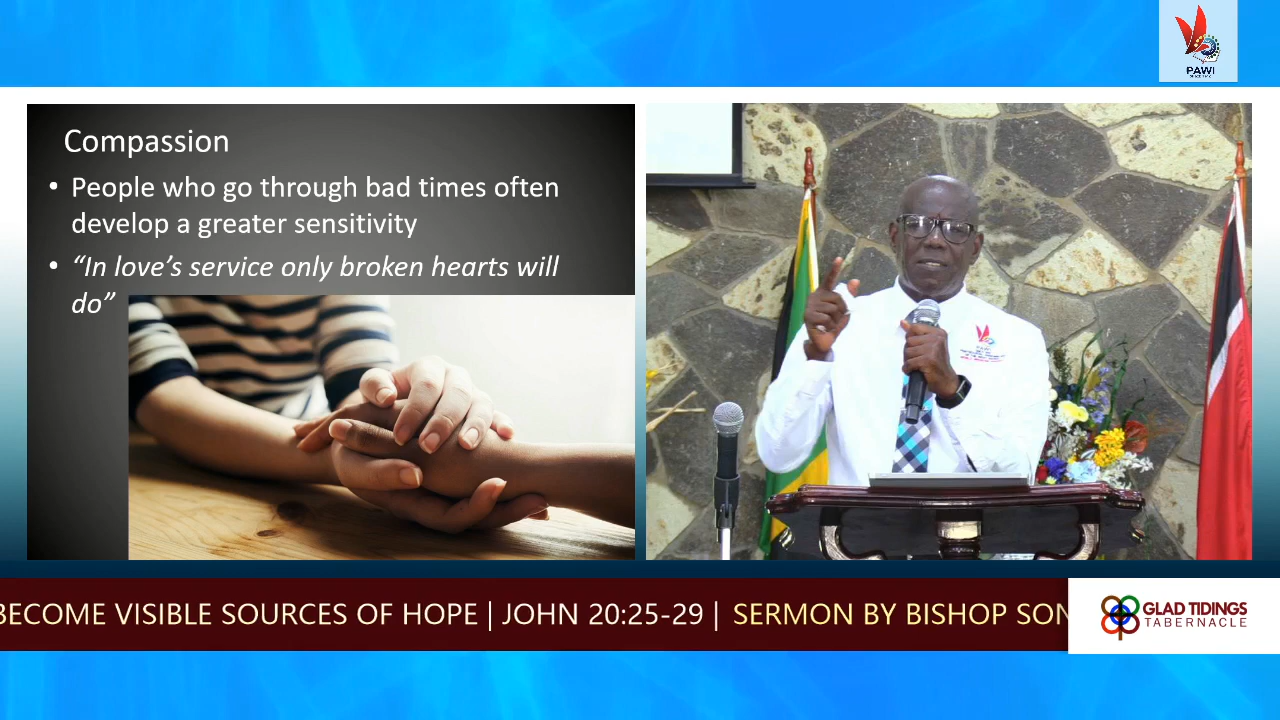 PAWI
Compassion
• People who go through bad times often
develop a greater sensitivity
• “In love’s service only broken hearts will
do”
PAWI
BECOME VISIBLE SOURCES OF HOPE | JOHN 20:25-29 | SERMON BY BISHOP SON
GLAD TIDINGS
TABERNACLE